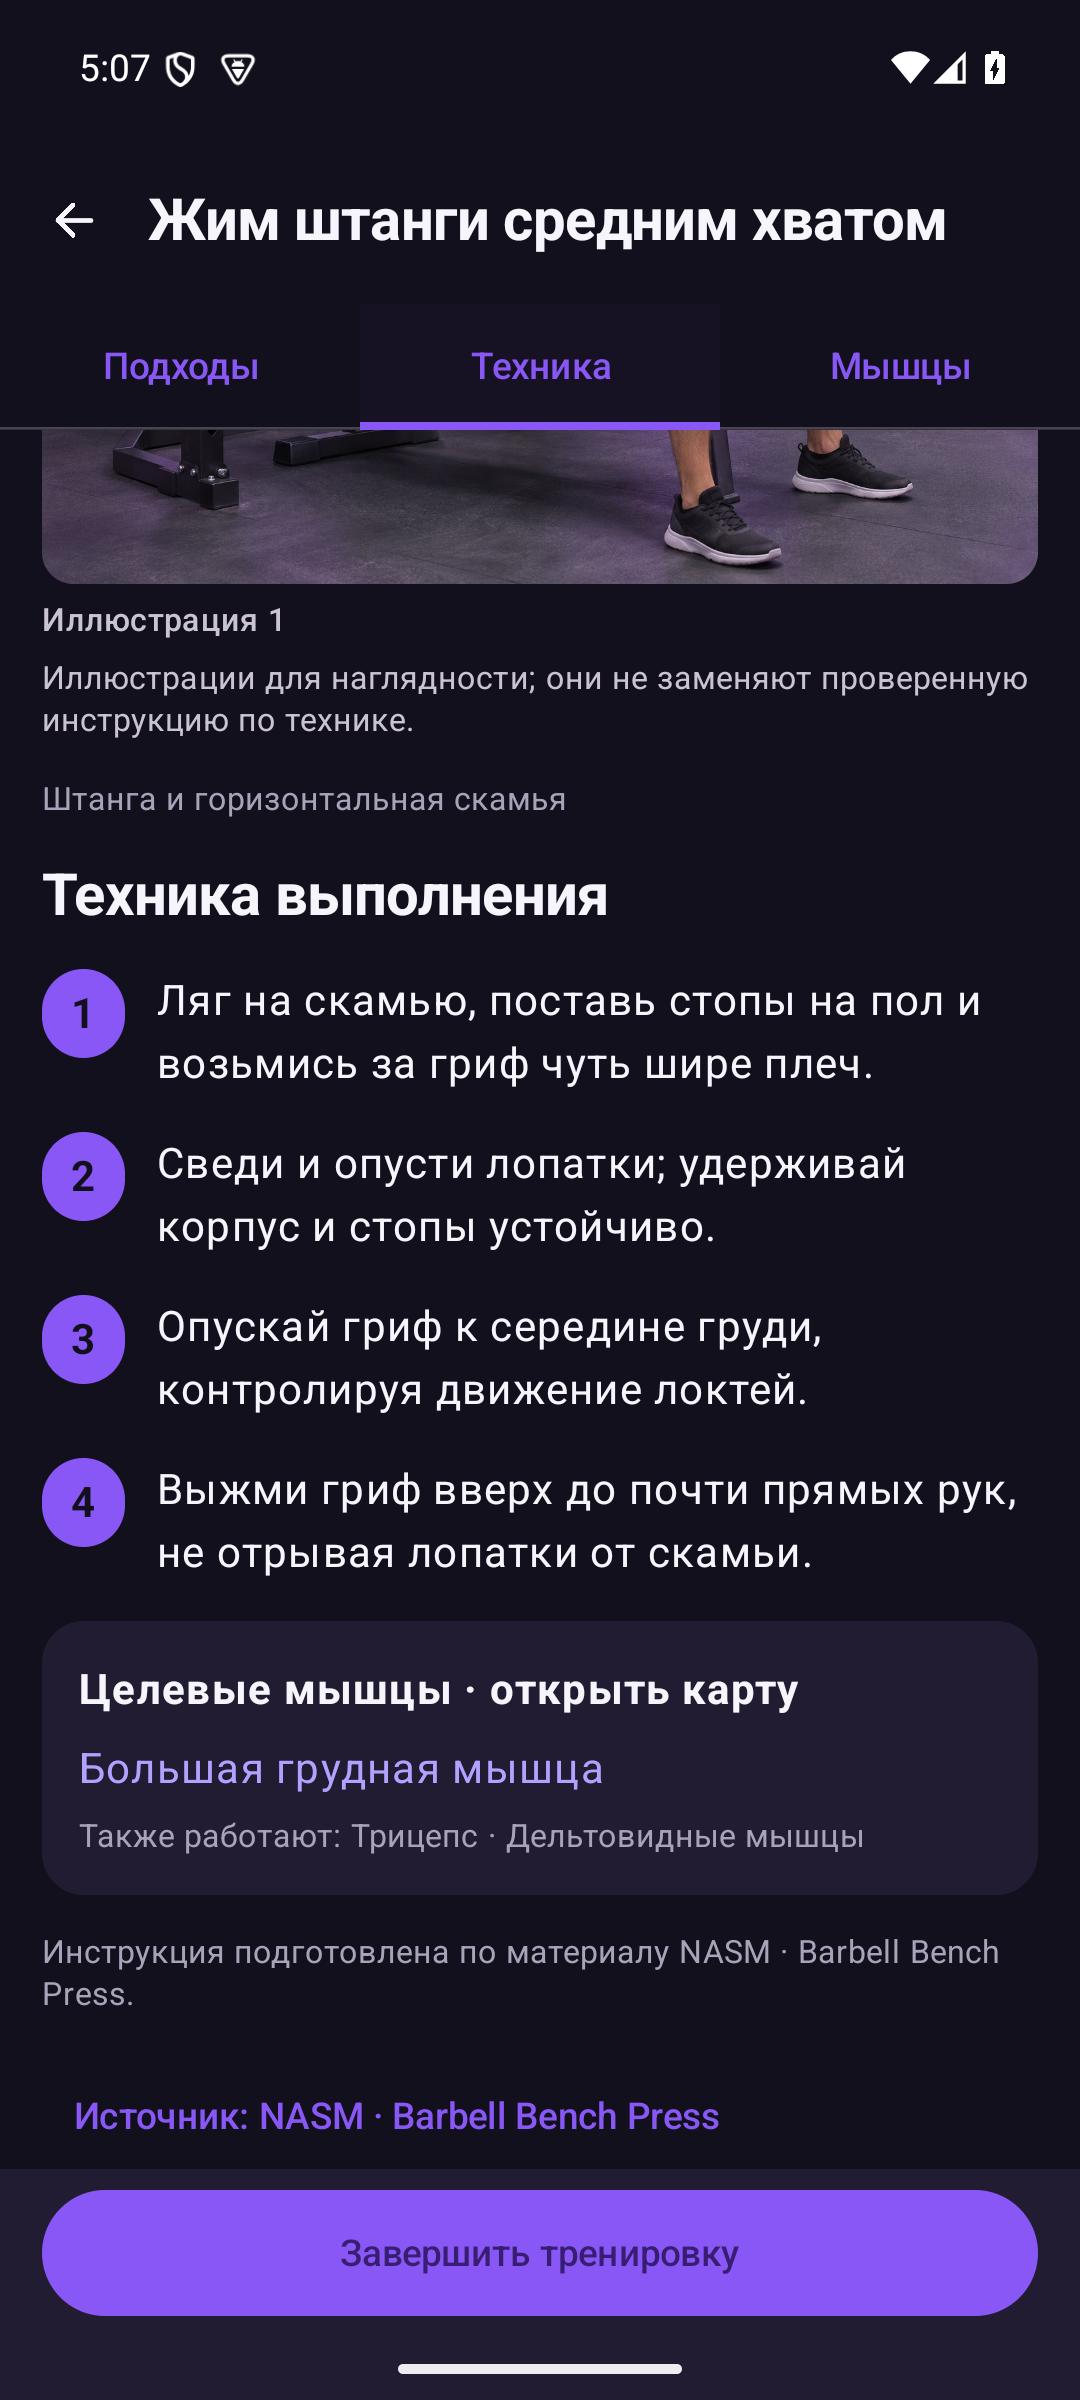 5:07
Жим штанги средним хватом
Подходы
Техника
Мышцы
Иллюстрация 1
Иллюстрации для наглядности; они не заменяют проверенную
инструкцию по технике.
Штанга и горизонтальная скамья
Техника выполнения
1
Ляг на скамью, поставь стопы на пол и
возьмись за гриф чуть шире плеч.
2
Сведи и опусти лопатки; удерживай
корпус и стопы устойчиво.
3
Опускай гриф к середине груди,
контролируя движение локтей.
4
Выжми гриф вверх до почти прямых рук,
не отрывая лопатки от скамьи.
Целевые мышцы · открыть карту
Большая грудная мышца
Также работают: Трицепс · Дельтовидные мышцы
Инструкция подготовлена по материалу NASM · Barbell Bench
Press.
Источник: NASM · Barbell Bench Press
Завершить тренировку